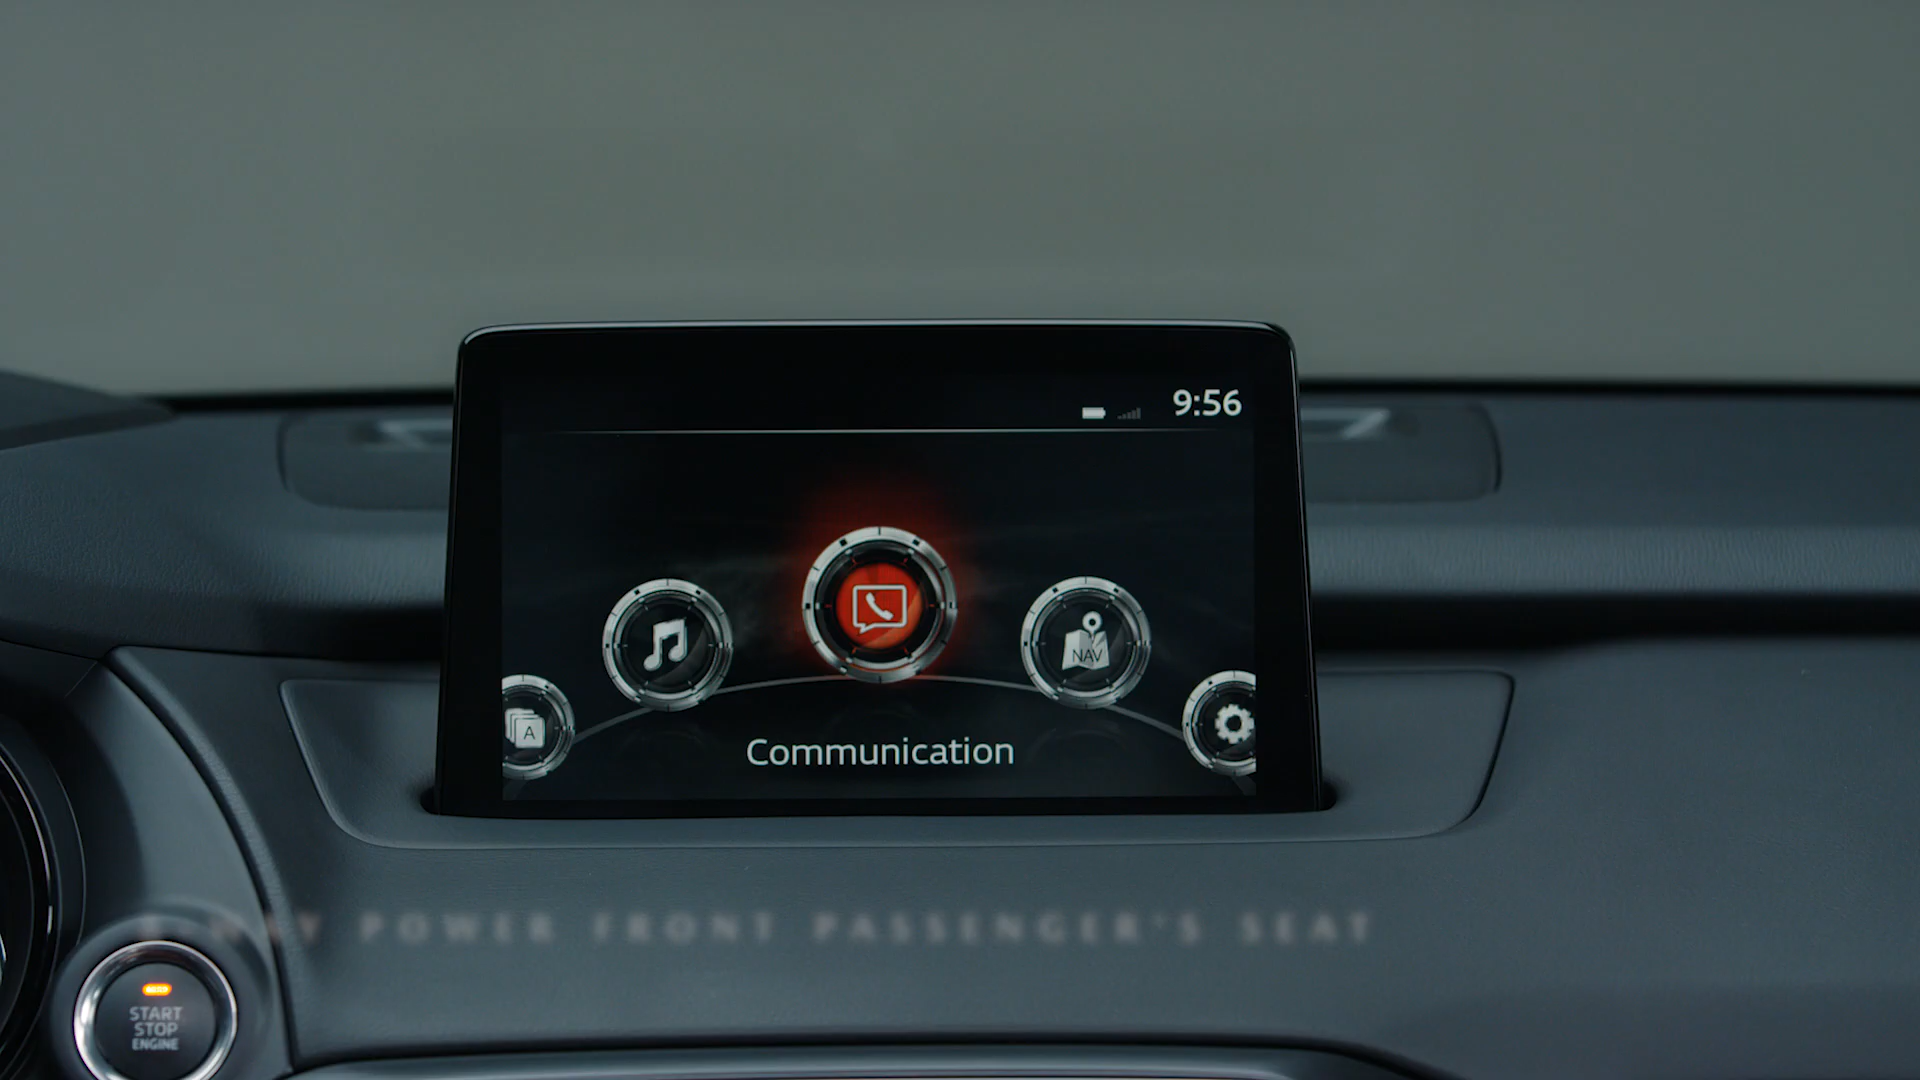 9:56
NAV
A
Communication
POWER FRONT PASSENGER'S SEAT
START
STOP
ENGINE